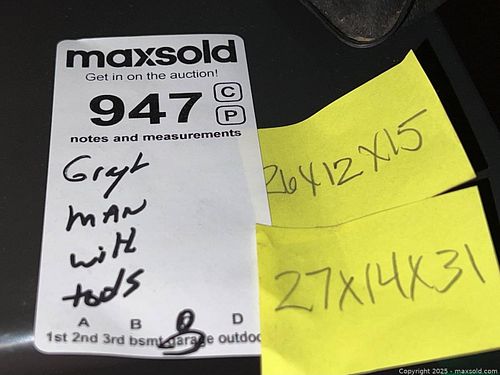 maxsold
Get in on the auction!
947 C
P
notes and measurements
MAN
with
tools
A B D
1st 2nd 3rd bsmt garage outdoo
26X12X15
27X14X31
Copyright 2025 - maxsold.com